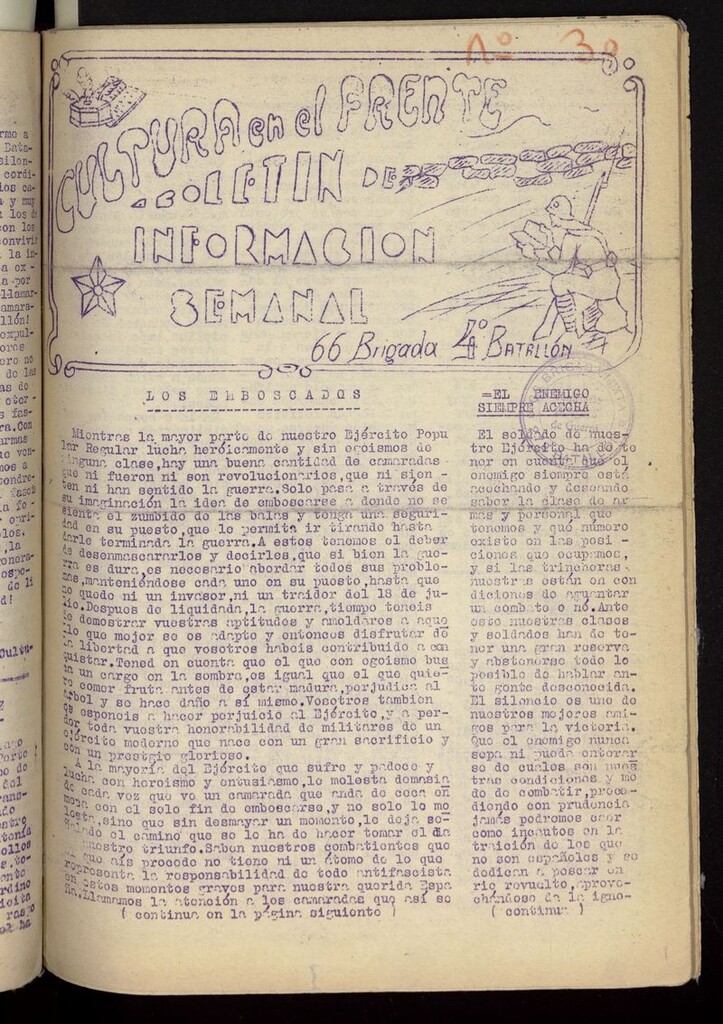 nº 30
CULTURA en el FRENTE
BOLETIN DE
INFORMACION
SEMANAL
66 Brigada 4º BATALLÓN
LOS EMBOSCADOS
Mientras la mayor parte de nuestro Ejército Popu
lar Regular lucha heróicamente y sin egoismos de
ninguna clase,hay una buena cantidad de camaradas
que ni fueron ni son revolucionarios,que ni sien-
ten ni han sentido la guerra.Solo pasa a través de
su imaginación la idea de emboscarse a donde no se
siente el zumbido de las balas y tenga una seguri-
dad en su puesto,que le permita ir tirando hasta
darle terminada la guerra.A estos tenemos el deber
de desenmascararlos y decirles,que si bien la gue-
rra es dura,es necesario abordar todos sus proble-
mas,manteniéndose cada uno en su puesto,hasta que
no quede ni un invasor,ni un traidor del 18 de ju-
lio.Despues de liquidada,la guerra,tiempo teneis
de demostrar vuestras aptitudes y amoldaros a aque
llo que mejor se os adapte y entonces disfrutar de
la libertad a que vosotros habeis contribuido a con
quistar.Tened en cuenta que el que con egoismo bus
ca un cargo en la sombra,es igual que el que quie-
re comer fruta antes de estar madura,perjudica al
árbol y se hace daño a sí mismo.Vosotros tambien
os esponeis a hacer perjuicio al Ejército,y a per-
der toda vuestra honorabilidad de militares de un
ejército moderno que nace con un gran sacrificio y
con un prestgio glorioso.
A la mayoría del Ejército que sufre y padece y
lucha con heroismo y entusiasmo,le molesta demasia
do cada vez que ve un camarada que anda de ceca en
meca con el solo fin de emboscarse,y no solo le mo
lesta,sino que sin desmayar un momento,le deja se-
ñalado el camino que se le ha de hacer tomar el dia
de nuestro triunfo.Saben nuestros combatientes que
el que ais procede no tiene ni un átomo de lo que
representa la responsabilidad de todo antifascista
en estos momentos graves para nuestra querida Espa
ña.Llamamos la atención a los camaradas que así se
( continua en la página siguiente )
=EL ENEMIGO
SIEMPRE ACECHA
El soldado de nues-
tro Ejército ha de te
ner en cuenta que el
enemigo siempre está
acechando y deseando
saber la clase de ar-
mas y personal que
tenemos y qué número
existe en las posi -
ciones que ocupamos,
y si las trincheras
nuestras están en con
diciones de aguantar
un combate o nó.Ante
esto nuestras clases
y soldados han de te-
ner una gran reserva
y abstenerse todo lo
posible de hablar an-
te gente desconocida.
El silencio es uno de
nuestros mejores ami-
gos para la victoria.
Que el enemigo nunca
sepa ni pueda enterar
se de cuales son nues
tras condiciones y mo
do de combatir,proce-
diendo con prudencia
jamás podremos caer
como incautos en la
traición de los que
no son españoles y se
dedican a pescar en
rio revuelto,aprove-
chándose de la igno-
( continua )